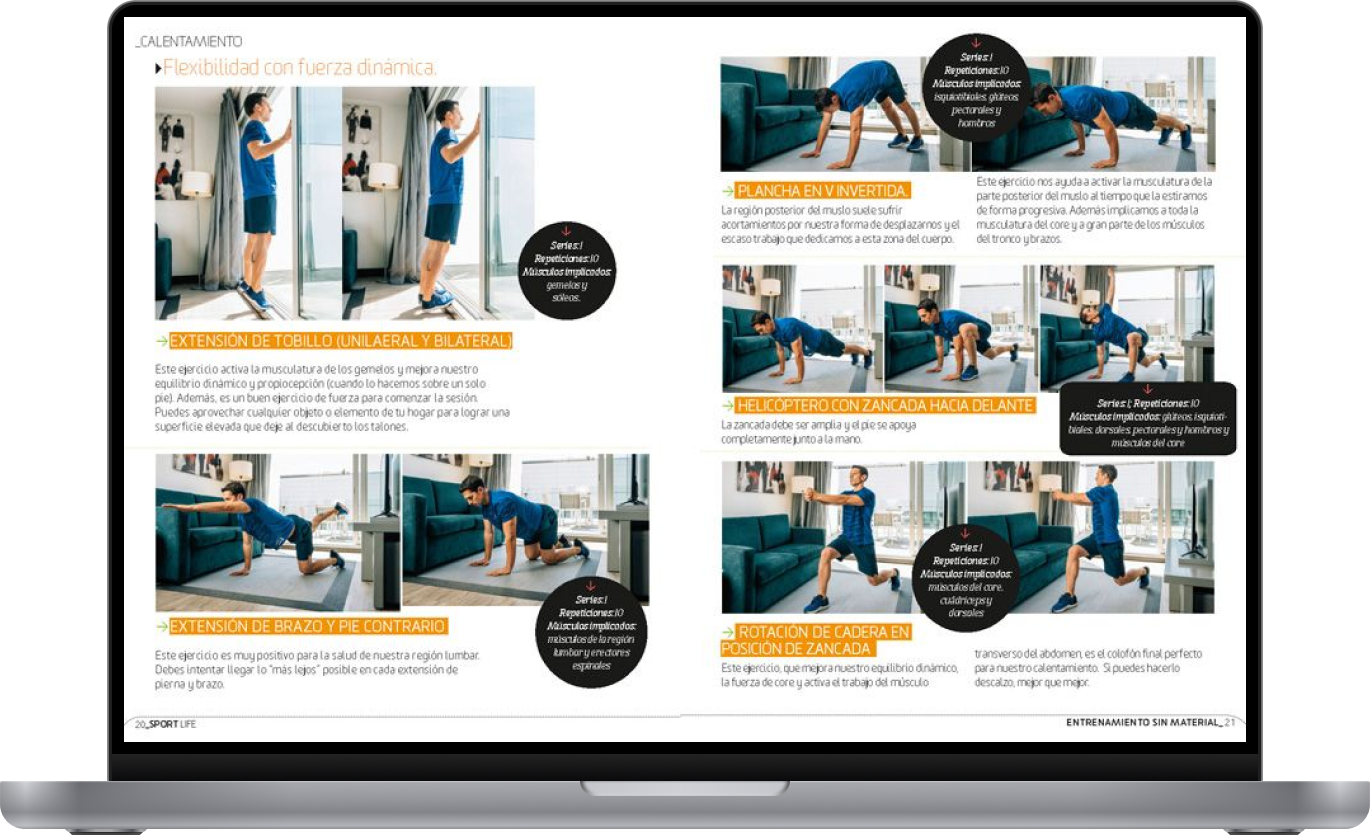 _CALENTAMIENTO
Flexibilidad con fuerza dinámica.
Series: 1
Repeticiones: 10
Músculos implicados:
gemelos y
sóleos.
EXTENSIÓN DE TOBILLO (UNILAERAL Y BILATERAL)
Este ejercicio activa la musculatura de los gemelos y mejora nuestro
equilibrio dinámico y propiocepción (cuando lo hacemos sobre un solo
pie). Además, es un buen ejercicio de fuerza para comenzar la sesión.
Puedes aprovechar cualquier objeto o elemento de tu hogar para lograr una
superficie elevada que deje al descubierto los talones.
Series: 1
Repeticiones: 10
Músculos implicados:
músculos de la región
lumbar y erectores
espinales
EXTENSIÓN DE BRAZO Y PIE CONTRARIO
Este ejercicio es muy positivo para la salud de nuestra región lumbar.
Debes intentar llegar lo "más lejos" posible en cada extensión de
pierna y brazo.
20_SPORT LIFE
Series: 1
Repeticiones: 10
Músculos implicados:
isquiotibiales, glúteos,
pectorales y
hombros
PLANCHA EN V INVERTIDA.
La región posterior del muslo suele sufrir
acortamientos por nuestra forma de desplazarnos y el
escaso trabajo que dedicamos a esta zona del cuerpo.
Este ejercicio nos ayuda a activar la musculatura de la
parte posterior del muslo al tiempo que la estiramos
de forma progresiva. Además implicamos a toda la
musculatura del core y a gran parte de los músculos
del tronco y brazos.
HELICÓPTERO CON ZANCADA HACIA DELANTE
La zancada debe ser amplia y el pie se apoya
completamente junto a la mano.
Series: 1; Repeticiones: 10
Músculos implicados: glúteos, isquioti-
biales, dorsales, pectorales y hombros y
músculos del core
Series: 1
Repeticiones: 10
Músculos implicados:
músculos del core,
cuádriceps y
dorsales
ROTACIÓN DE CADERA EN
POSICIÓN DE ZANCADA
Este ejercicio, que mejora nuestro equilibrio dinámico,
la fuerza de core y activa el trabajo del músculo
transverso del abdomen, es el colofón final perfecto
para nuestro calentamiento. Si puedes hacerlo
descalzo, mejor que mejor.
ENTRENAMIENTO SIN MATERIAL_21